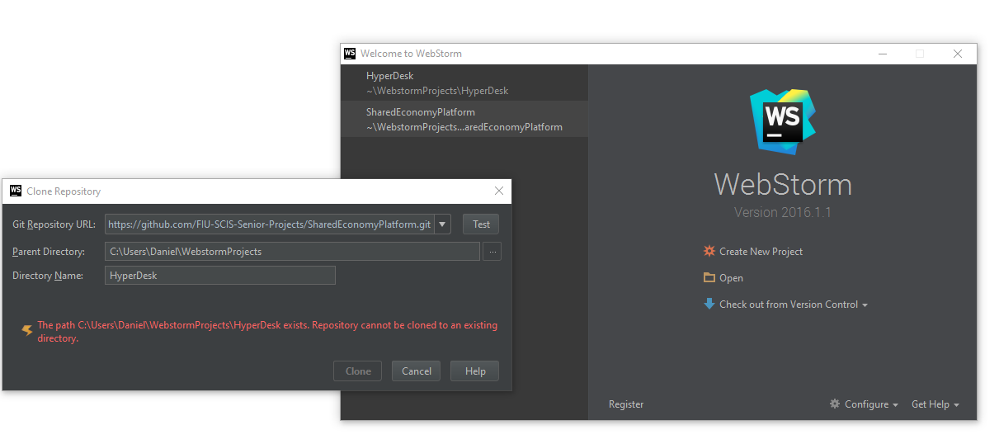 WS Welcome to WebStorm
HyperDesk
~\WebstormProjects\HyperDesk
SharedEconomyPlatform
~\WebstormProjects...aredEconomyPlatform
WS
WebStorm
Version 2016.1.1
Create New Project
Open
Check out from Version Control
Register
Configure
Get Help
WS Clone Repository
Git Repository URL: https://github.com/FIU-SCIS-Senior-Projects/SharedEconomyPlatform.git Test
Parent Directory: C:\Users\Daniel\WebstormProjects ...
Directory Name: HyperDesk
The path C:\Users\Daniel\WebstormProjects\HyperDesk exists. Repository cannot be cloned to an existing
directory.
Clone Cancel Help